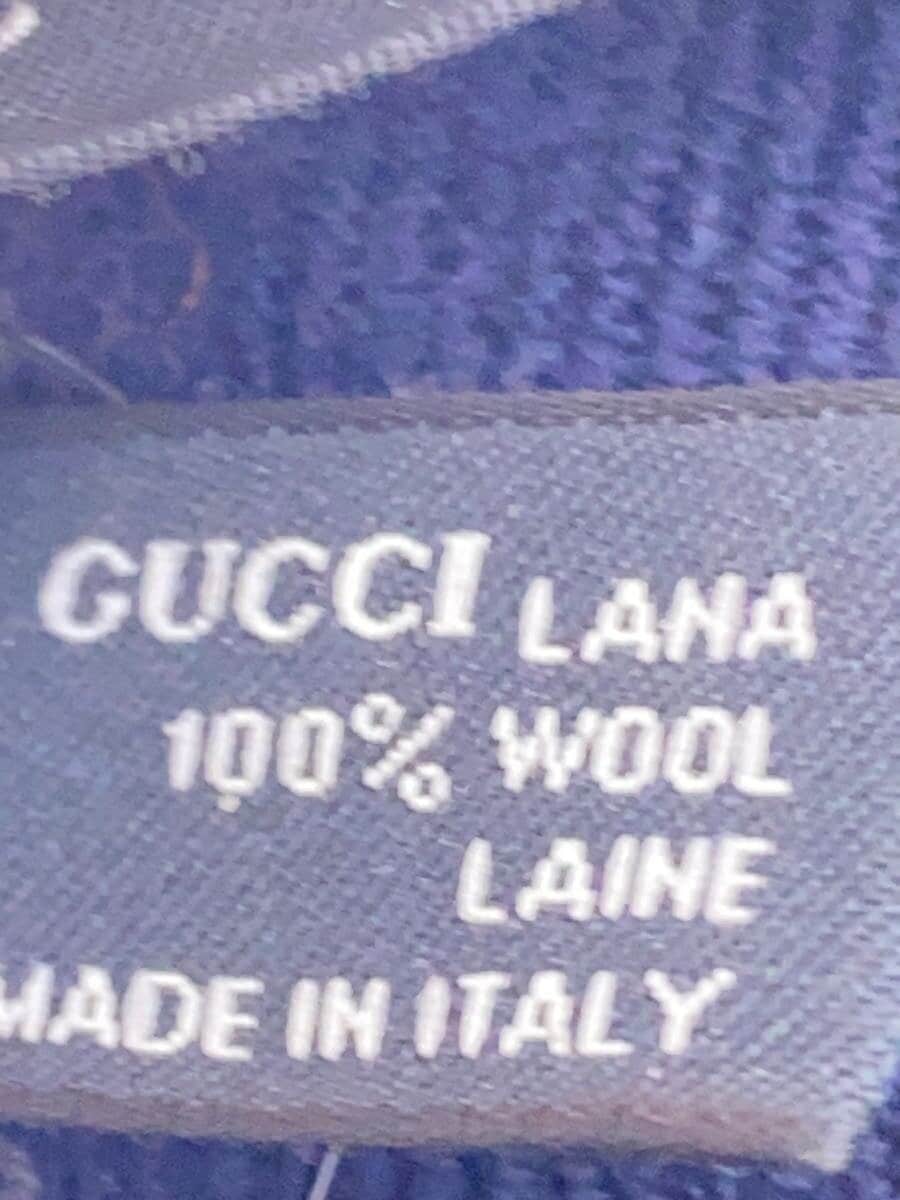 GUCCI LANA
100% WOOL
LAINE
MADE IN ITALY